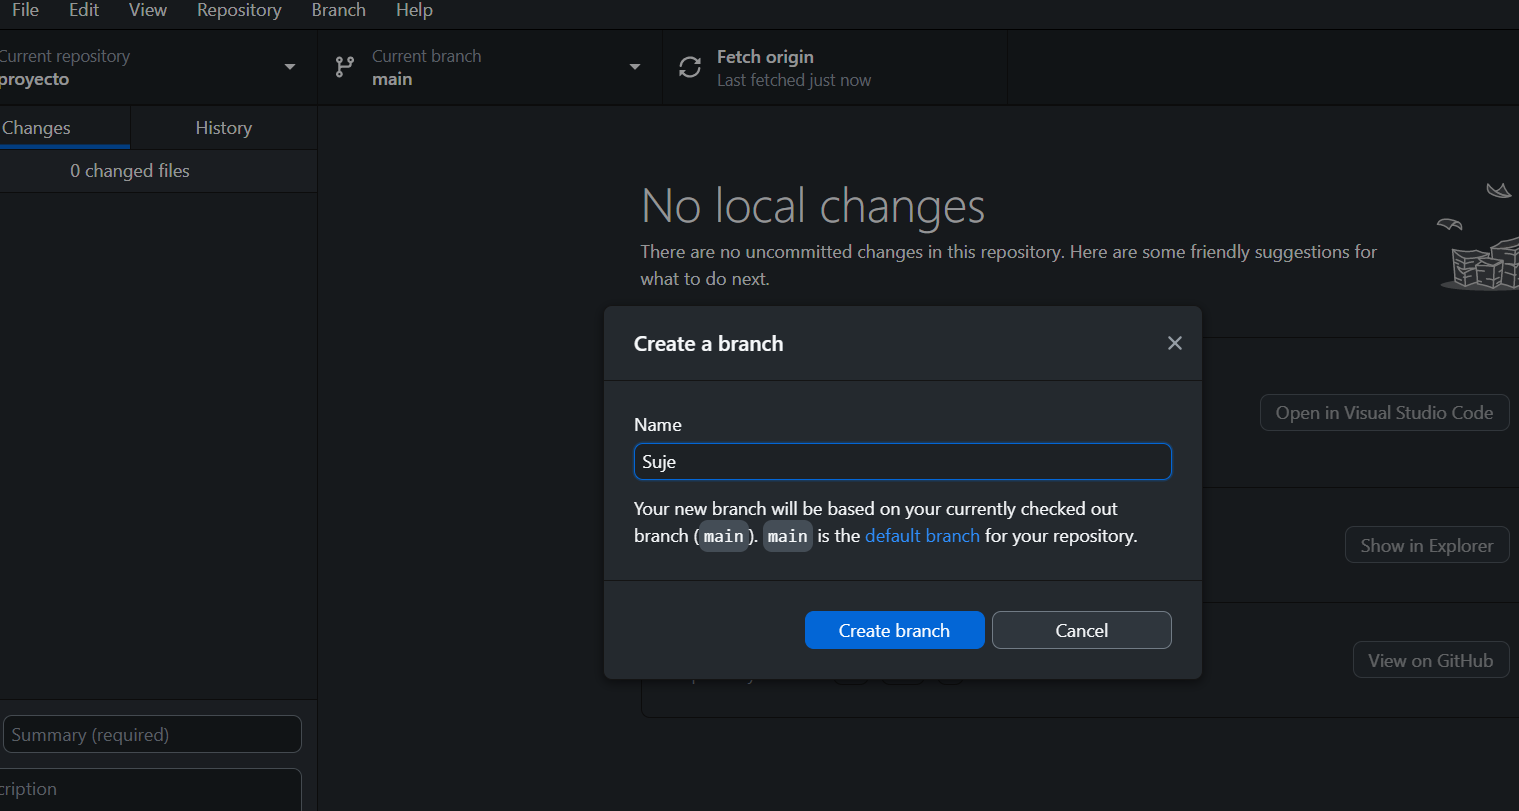 File Edit View Repository Branch Help
Current repository
proyecto
Current branch
main
Fetch origin
Last fetched just now
Changes
History
0 changed files
No local changes
There are no uncommitted changes in this repository. Here are some friendly suggestions for
what to do next.
Create a branch
Name
Suje
Your new branch will be based on your currently checked out
branch (main). main is the default branch for your repository.
Create branch
Cancel
Open in Visual Studio Code
Show in Explorer
View on GitHub
Summary (required)
cription